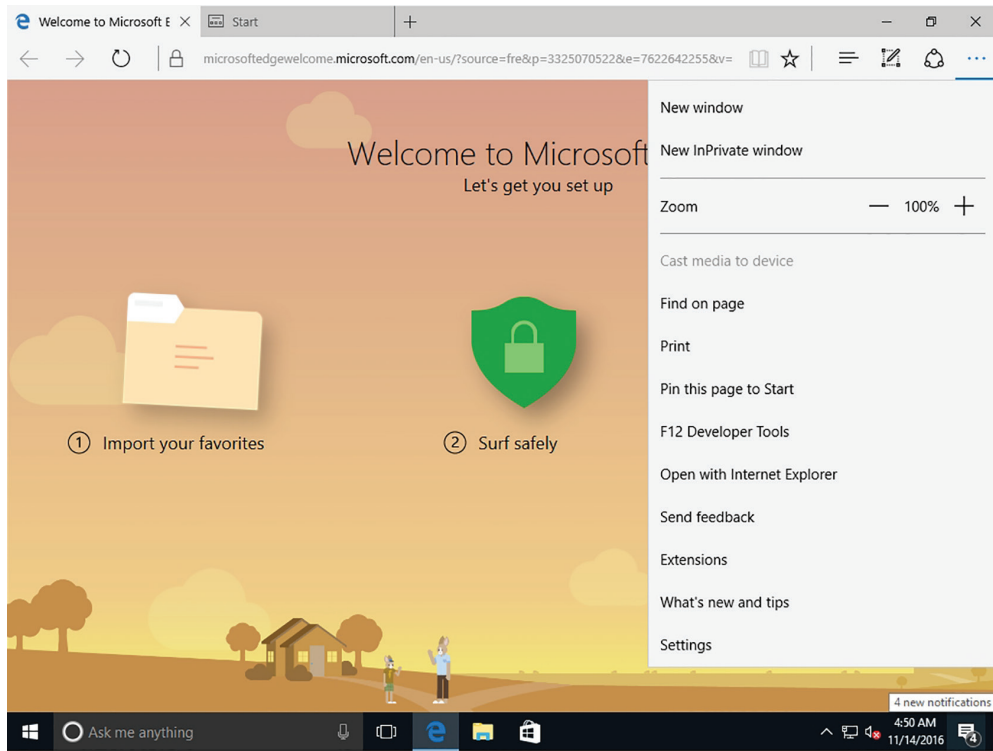 Welcome to Microsoft E
Start
microsoftedgewelcome.microsoft.com/en-us/?source=fre&p=3325070522&e=7622642255&v=
Welcome to Microsoft
Let's get you set up
1 Import your favorites
2 Surf safely
New window
New InPrivate window
Zoom 100%
Cast media to device
Find on page
Print
Pin this page to Start
F12 Developer Tools
Open with Internet Explorer
Send feedback
Extensions
What's new and tips
Settings
4 new notifications
Ask me anything
4:50 AM
11/14/2016
4